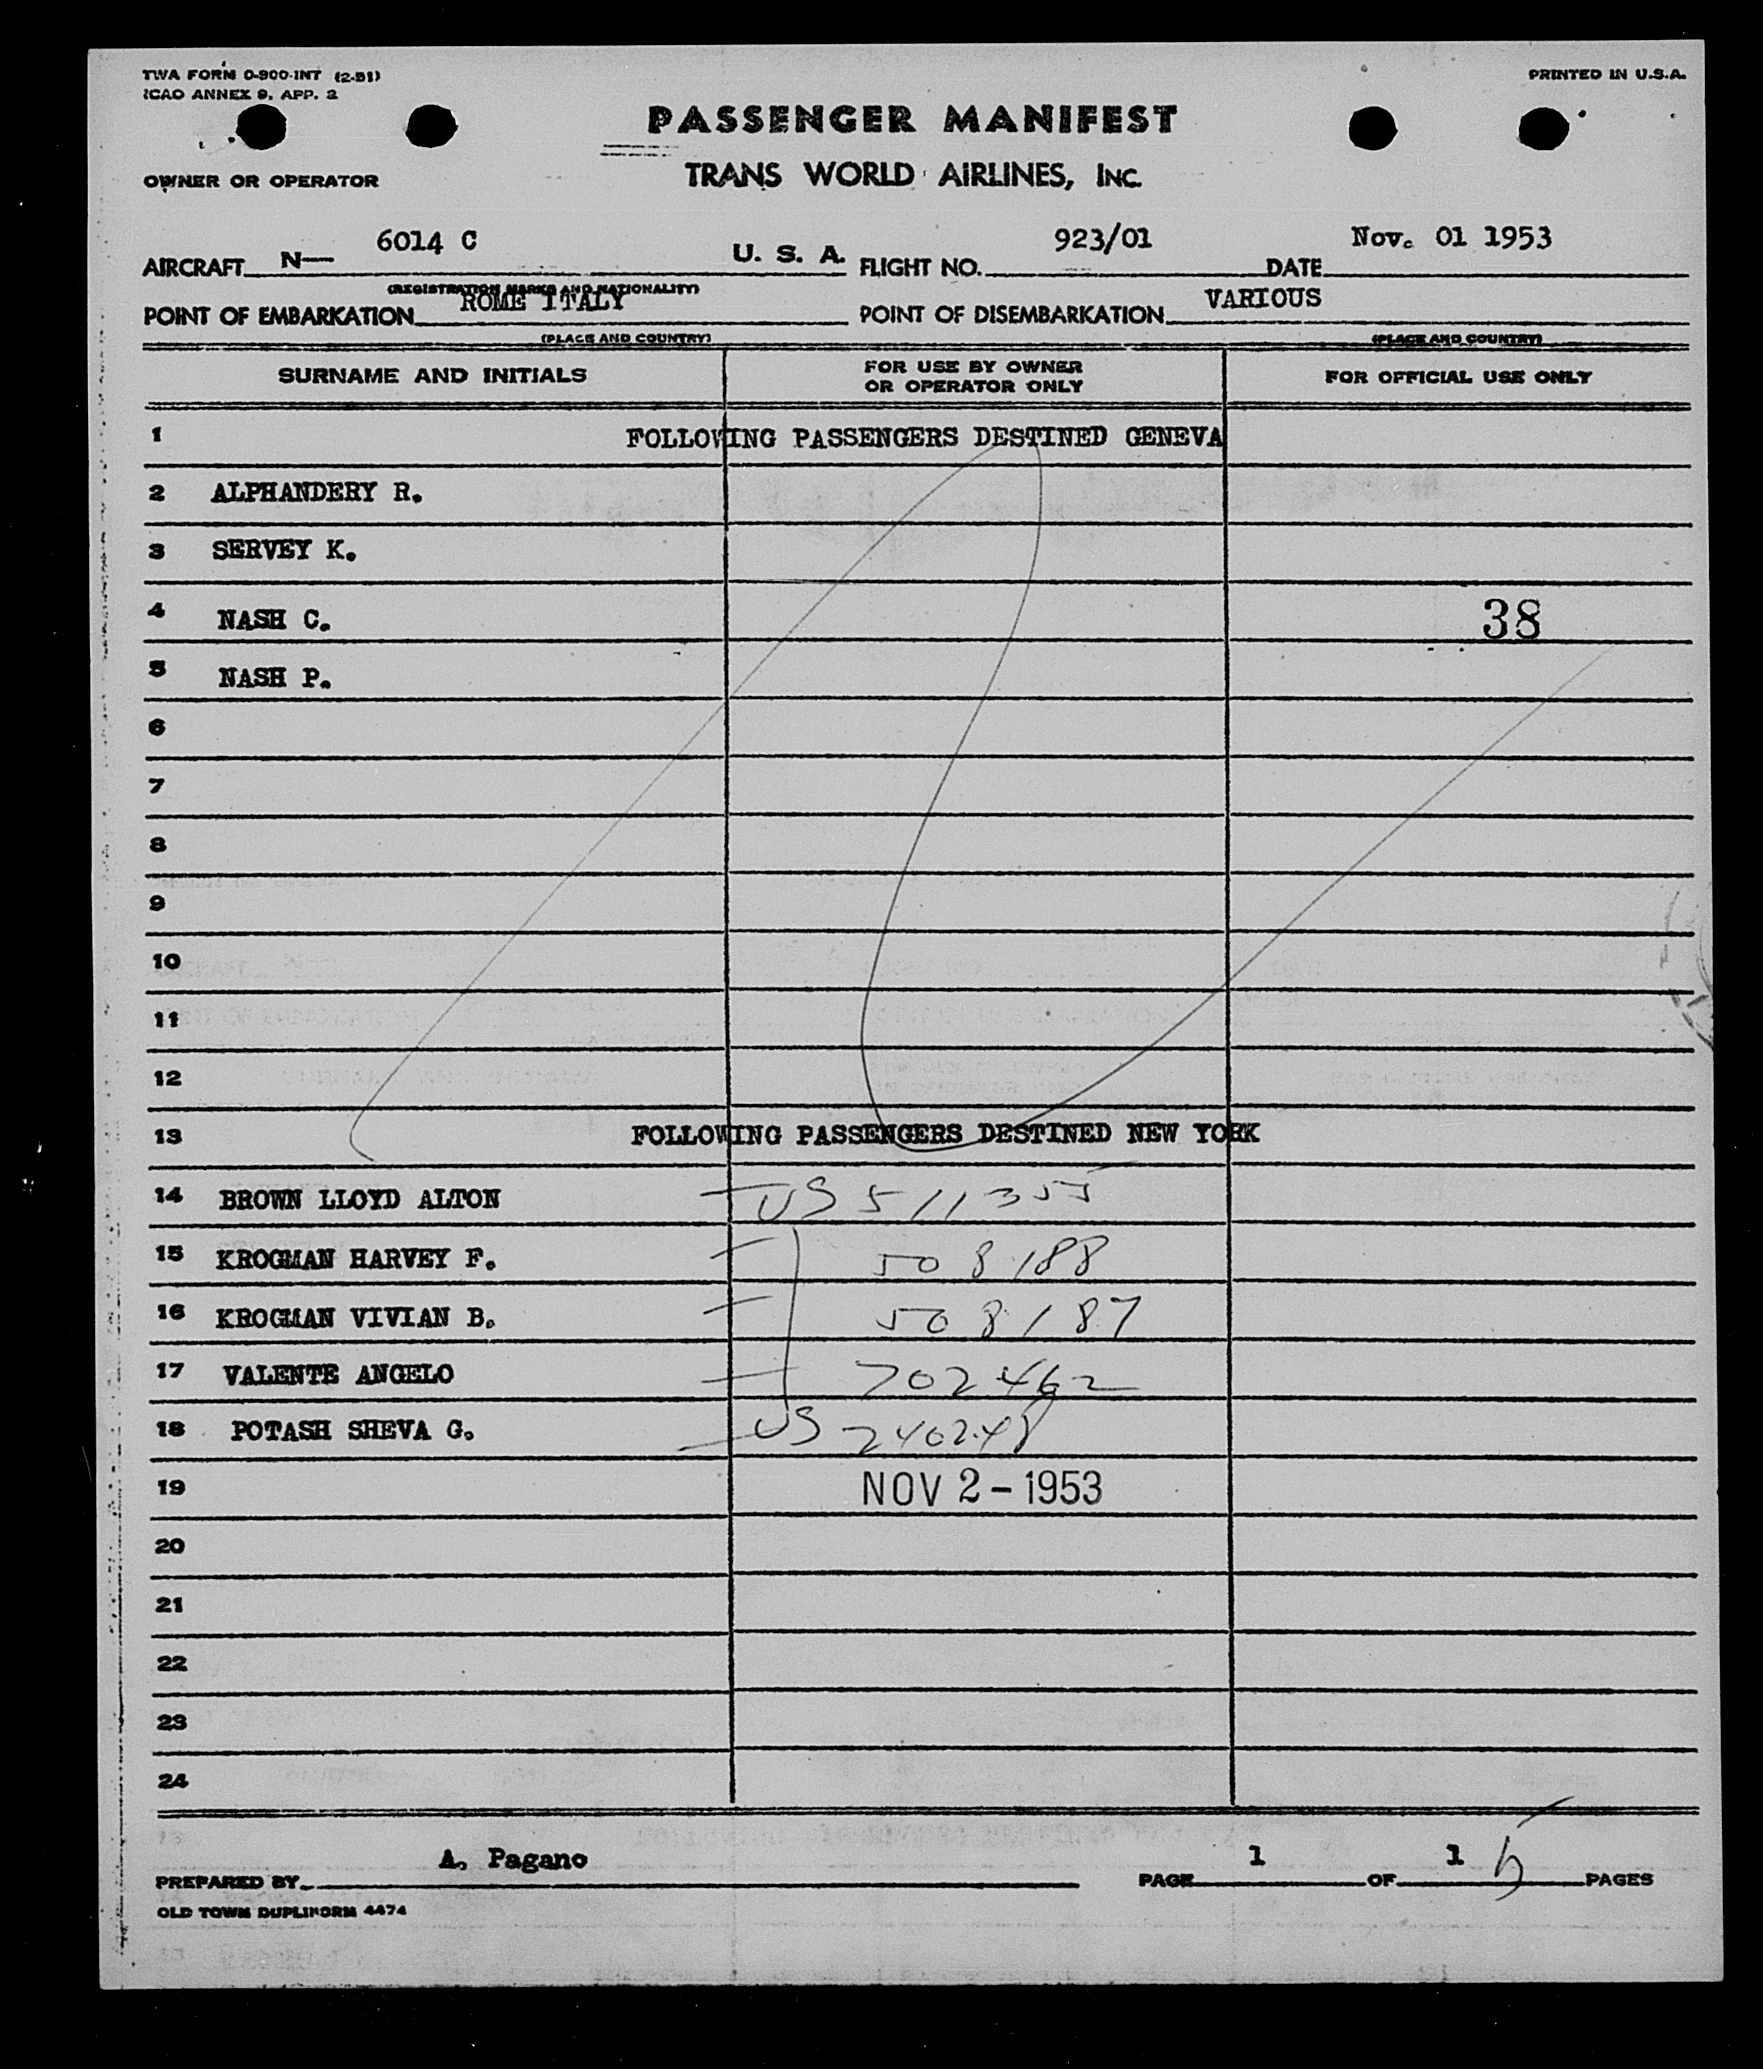 TWA FORM O-900-INT (2-51)
PRINTED IN U.S.A.
ICAO ANNEX 9, APP. 2
PASSENGER MANIFEST
TRANS WORLD AIRLINES, INC.
OWNER OR OPERATOR
AIRCRAFT N— 6014 C U. S. A. FLIGHT NO. 923/01 DATE Nov. 01 1953
(REGISTRATION MARKS AND NATIONALITY)
POINT OF EMBARKATION ROME ITALY POINT OF DISEMBARKATION VARIOUS
(PLACE AND COUNTRY) (PLACE AND COUNTRY)
SURNAME AND INITIALS FOR USE BY OWNER OR OPERATOR ONLY FOR OFFICIAL USE ONLY
1 FOLLOWING PASSENGERS DESTINED GENEVA
2 ALPHANDERY R.
3 SERVEY K.
4 NASH C. 38
5 NASH P.
6
7
8
9
10
11
12
13 FOLLOWING PASSENGERS DESTINED NEW YORK
14 BROWN LLOYD ALTON US 511355
15 KROGMAN HARVEY F. 508188
16 KROGMAN VIVIAN B. 508187
17 VALENTE ANGELO 702462
18 POTASH SHEVA G. US 240248
19 NOV 2 - 1953
20
21
22
23
24
PREPARED BY A. Pagano PAGE 1 OF 1 5 PAGES
OLD TOWN DUPLIFORM 4474